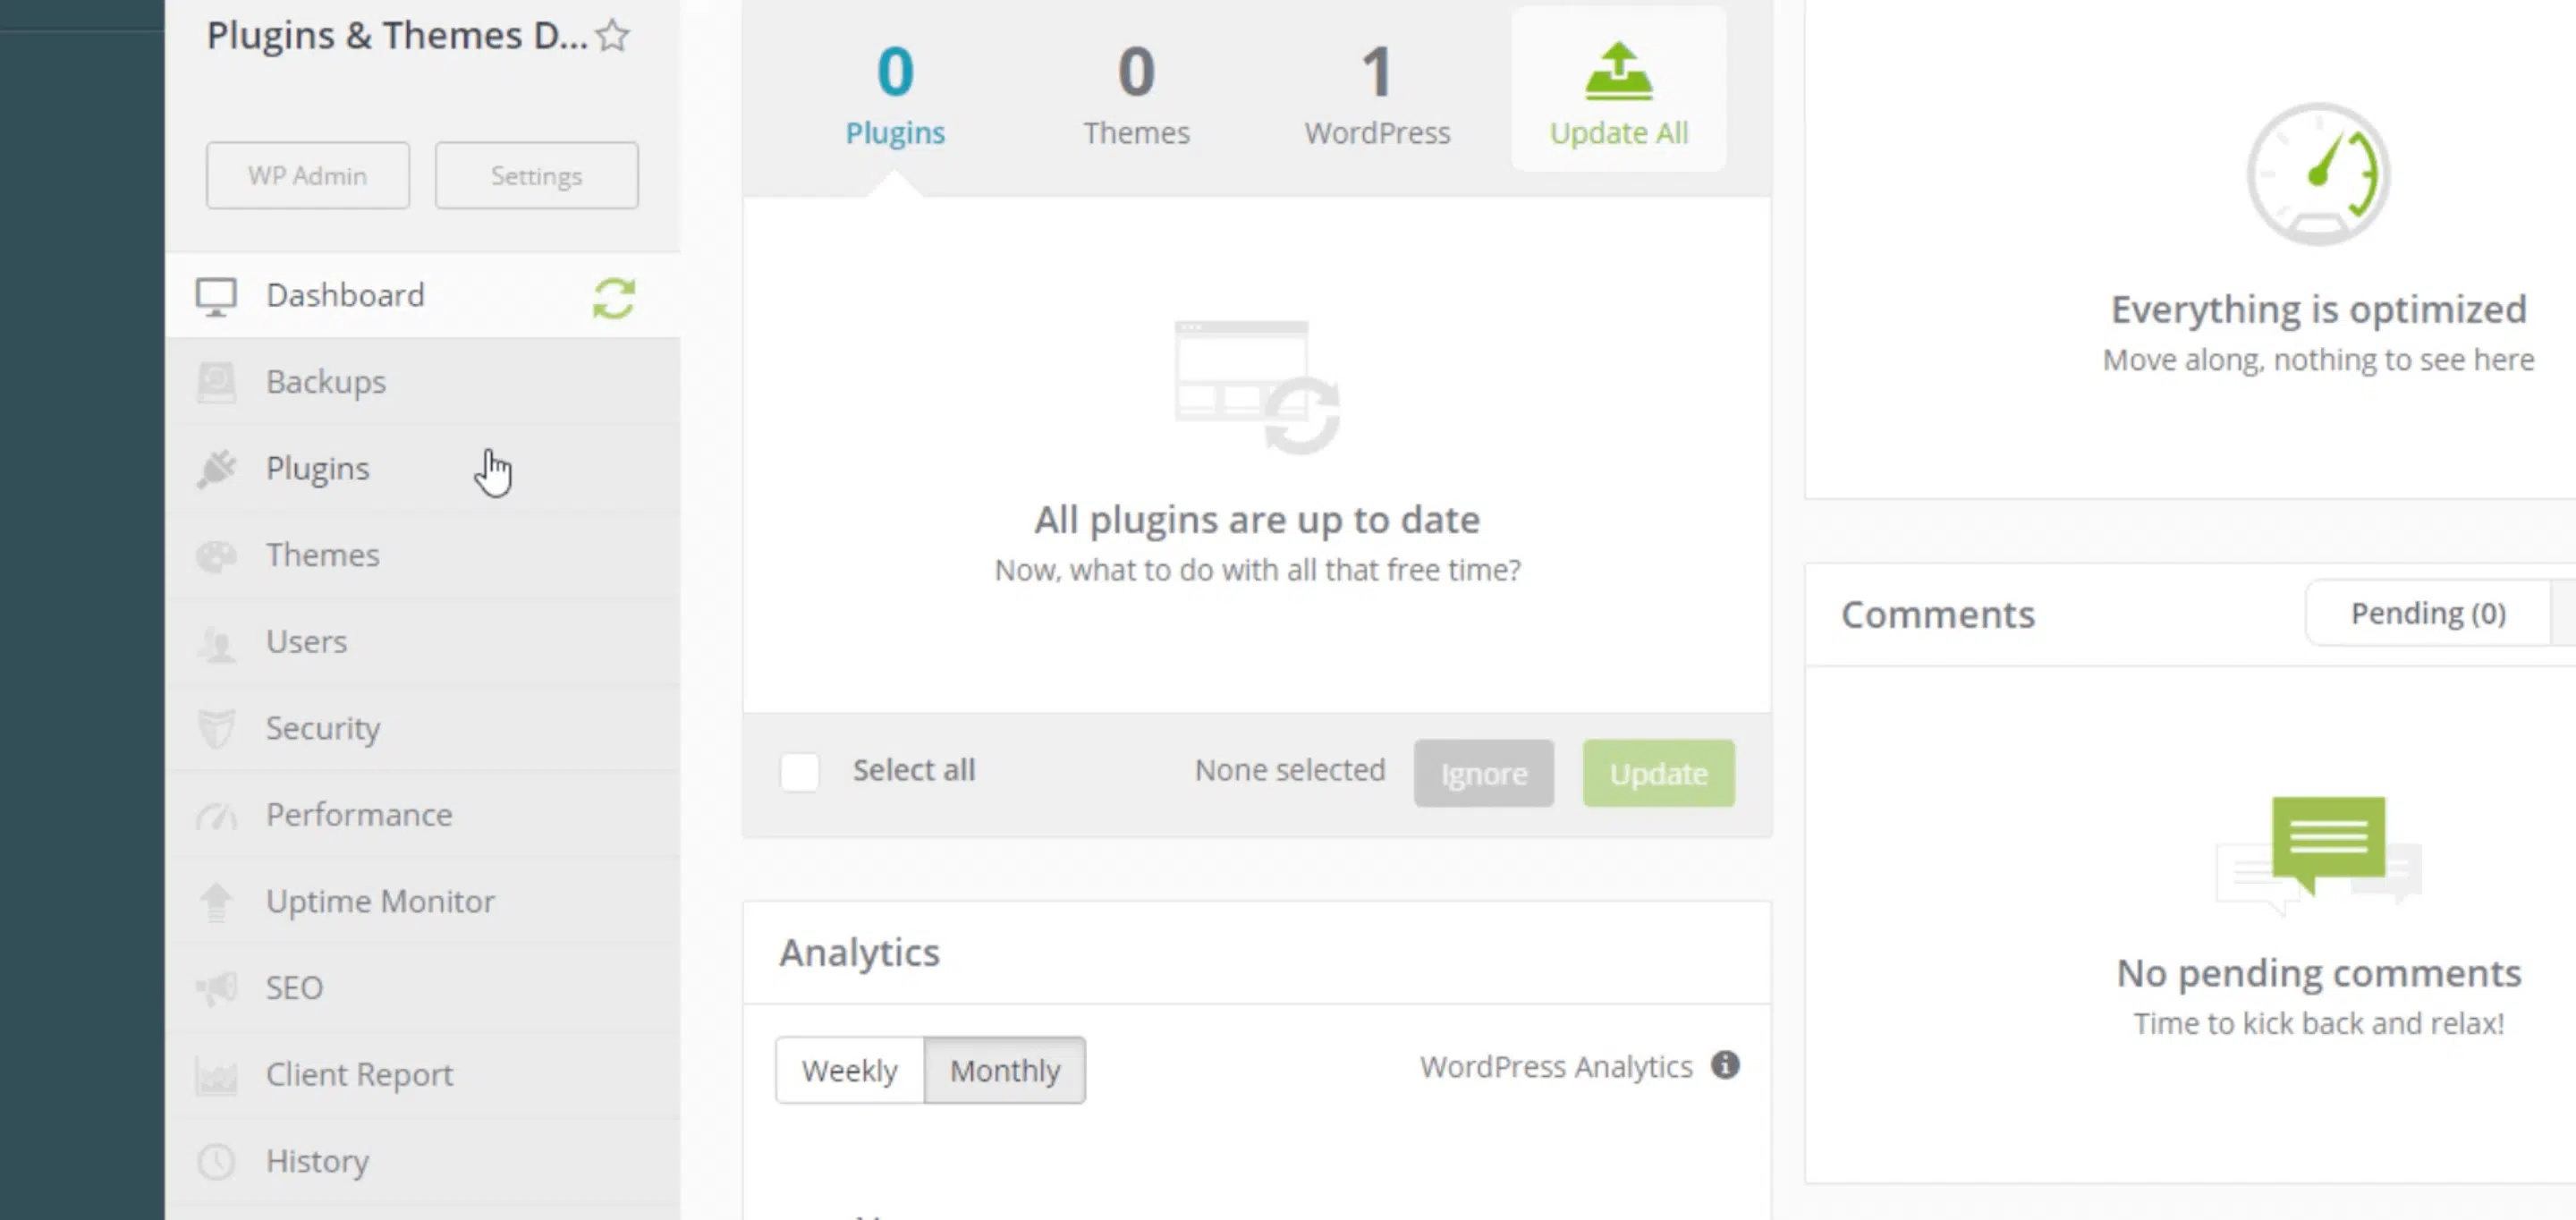 Plugins & Themes D...
WP Admin
Settings
Dashboard
Backups
Plugins
Themes
Users
Security
Performance
Uptime Monitor
SEO
Client Report
History
0
Plugins
0
Themes
1
WordPress
Update All
All plugins are up to date
Now, what to do with all that free time?
Select all
None selected
Ignore
Update
Analytics
Weekly
Monthly
WordPress Analytics
Everything is optimized
Move along, nothing to see here
Comments
Pending (0)
No pending comments
Time to kick back and relax!